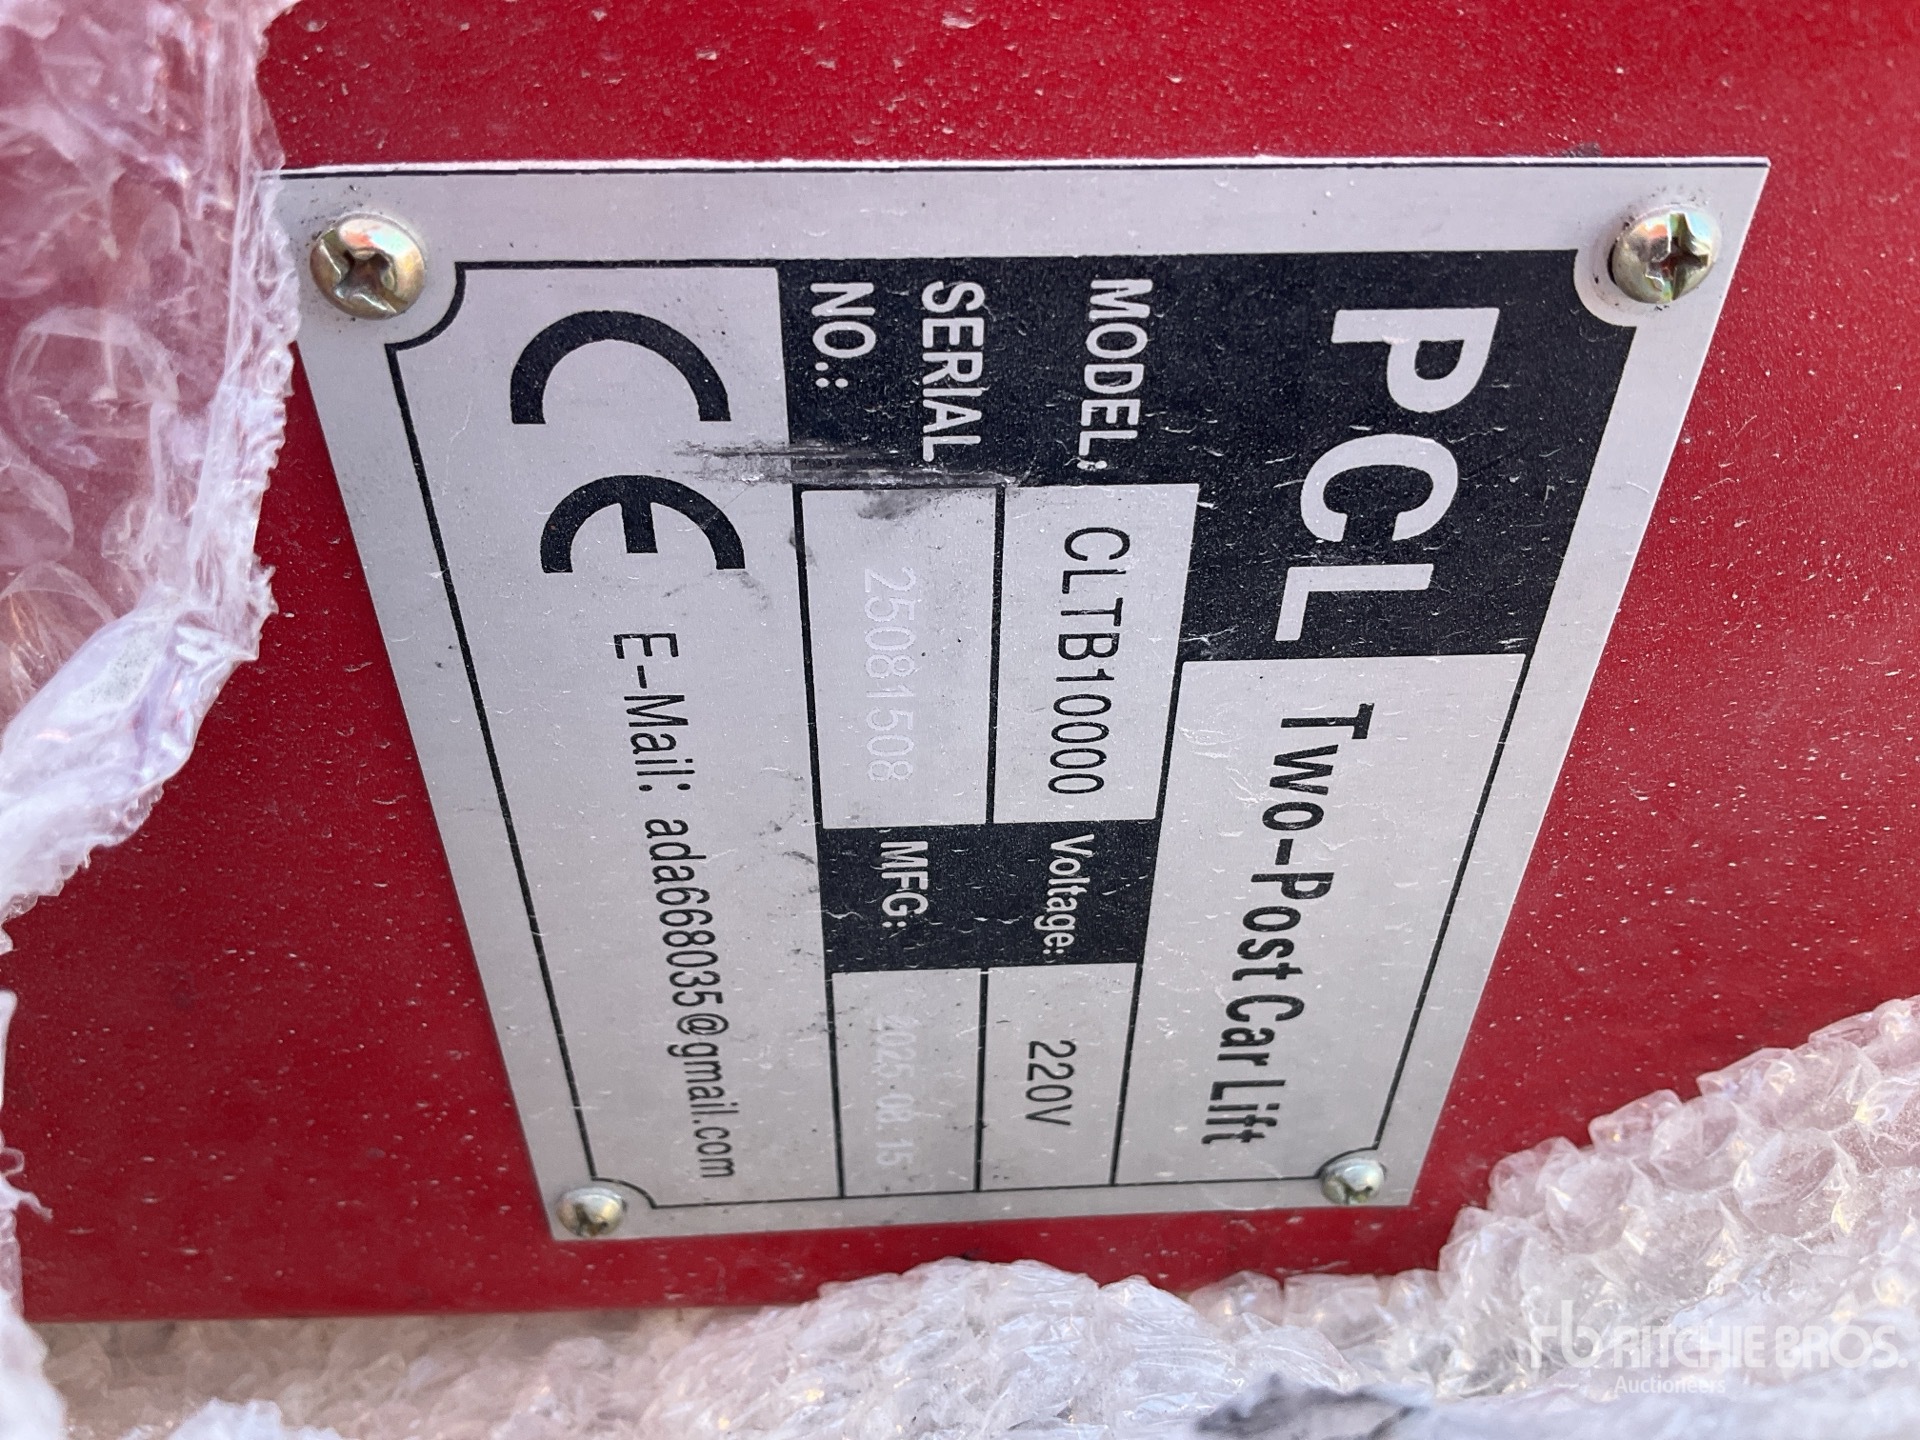 PCL Two-Post Car Lift
MODEL: CLTB10000 Voltage: 220V
SERIAL NO.: 25081508 MFG: 2025.08.15
CE E-Mail: ada668035@gmail.com
rb RITCHIE BROS.
Auctioneers